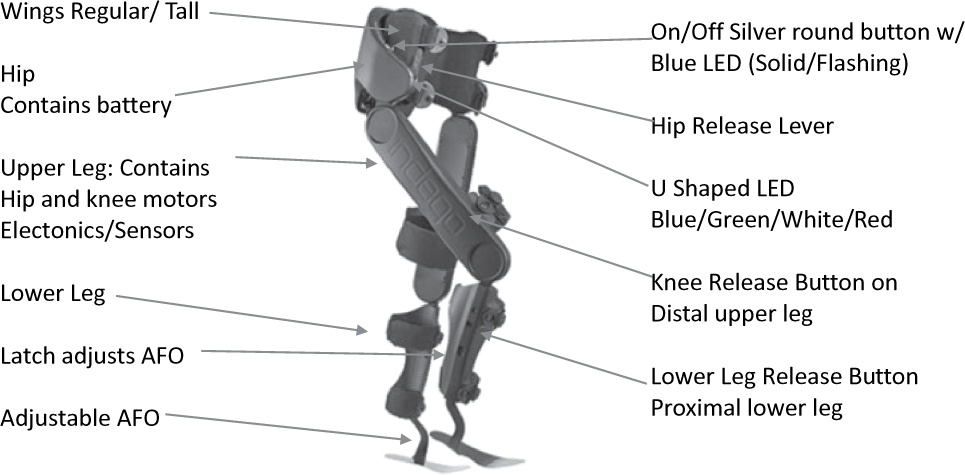 Wings Regular/ Tall
Hip
Contains battery
Upper Leg: Contains
Hip and knee motors
Electonics/Sensors
Lower Leg
Latch adjusts AFO
Adjustable AFO
On/Off Silver round button w/
Blue LED (Solid/Flashing)
Hip Release Lever
U Shaped LED
Blue/Green/White/Red
Knee Release Button on
Distal upper leg
Lower Leg Release Button
Proximal lower leg